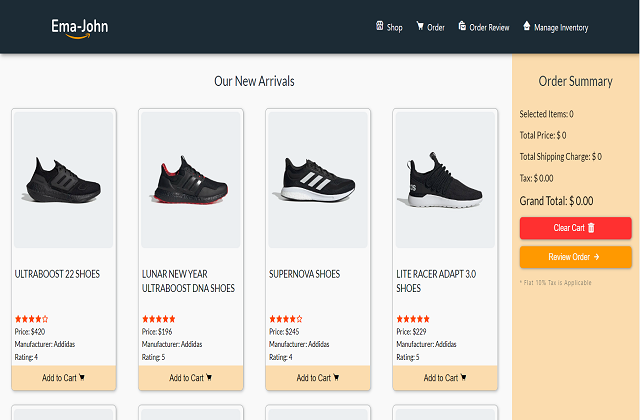 Ema-John
Shop
Order
Order Review
Manage Inventory
Our New Arrivals
ULTRABOOST 22 SHOES
Price: $420
Manufacturer: Addidas
Rating: 4
Add to Cart
LUNAR NEW YEAR
ULTRABOOST DNA SHOES
Price: $196
Manufacturer: Addidas
Rating: 5
Add to Cart
SUPERNOVA SHOES
Price: $245
Manufacturer: Addidas
Rating: 4
Add to Cart
LITE RACER ADAPT 3.0
SHOES
Price: $229
Manufacturer: Addidas
Rating: 5
Add to Cart
Order Summary
Selected Items: 0
Total Price: $ 0
Total Shipping Charge: $ 0
Tax: $ 0.00
Grand Total: $ 0.00
Clear Cart
Review Order
* Flat 10% Tax is Applicable